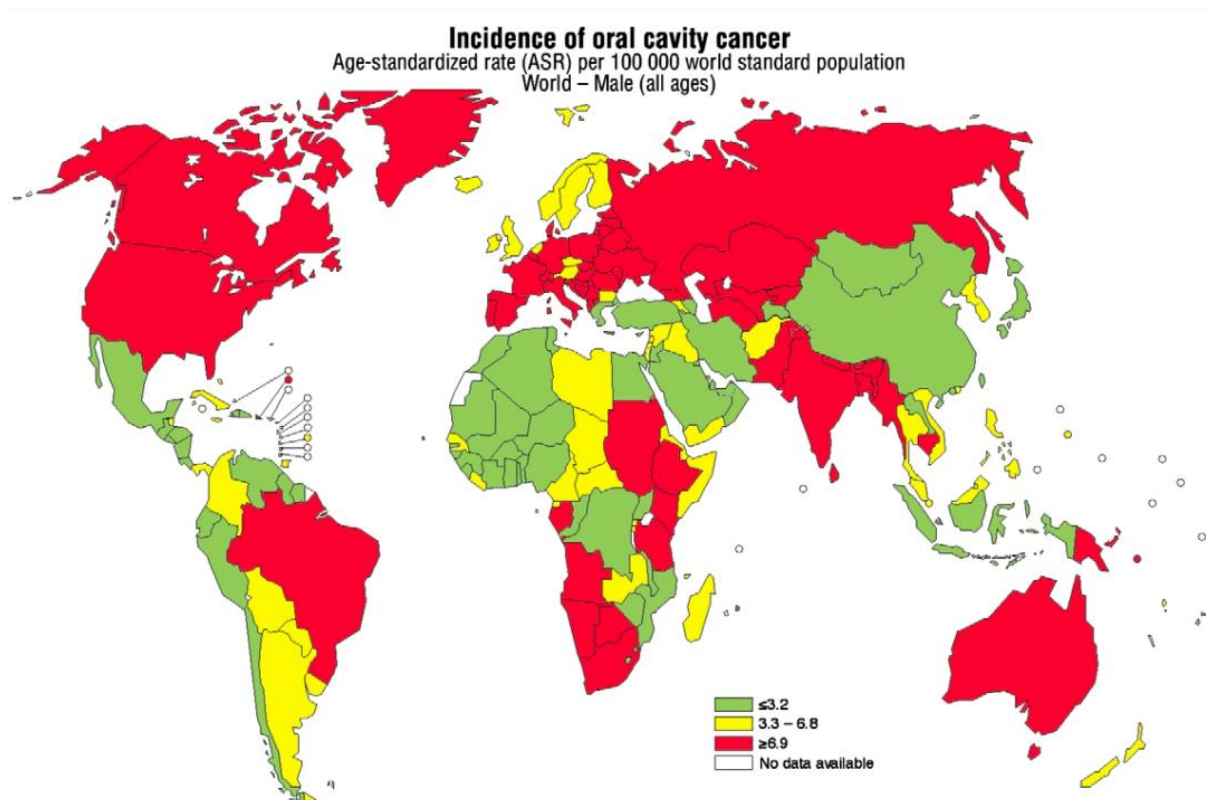 Incidence of oral cavity cancer
Age-standardized rate (ASR) per 100 000 world standard population
World – Male (all ages)
≤3.2
3.3 – 6.8
≥6.9
No data available